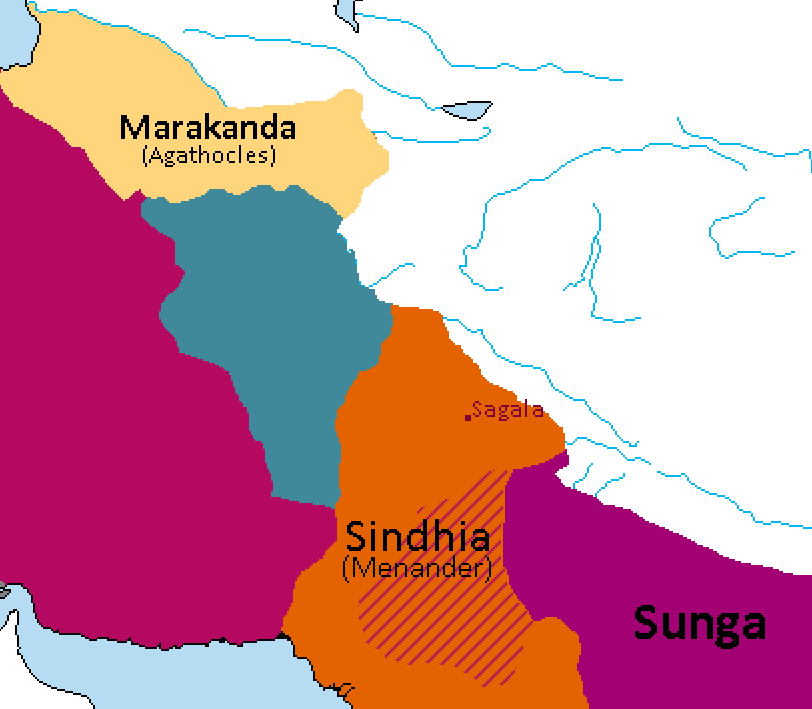 Marakanda
(Agathocles)
Sagala
Sindhia
(Menander)
Sunga